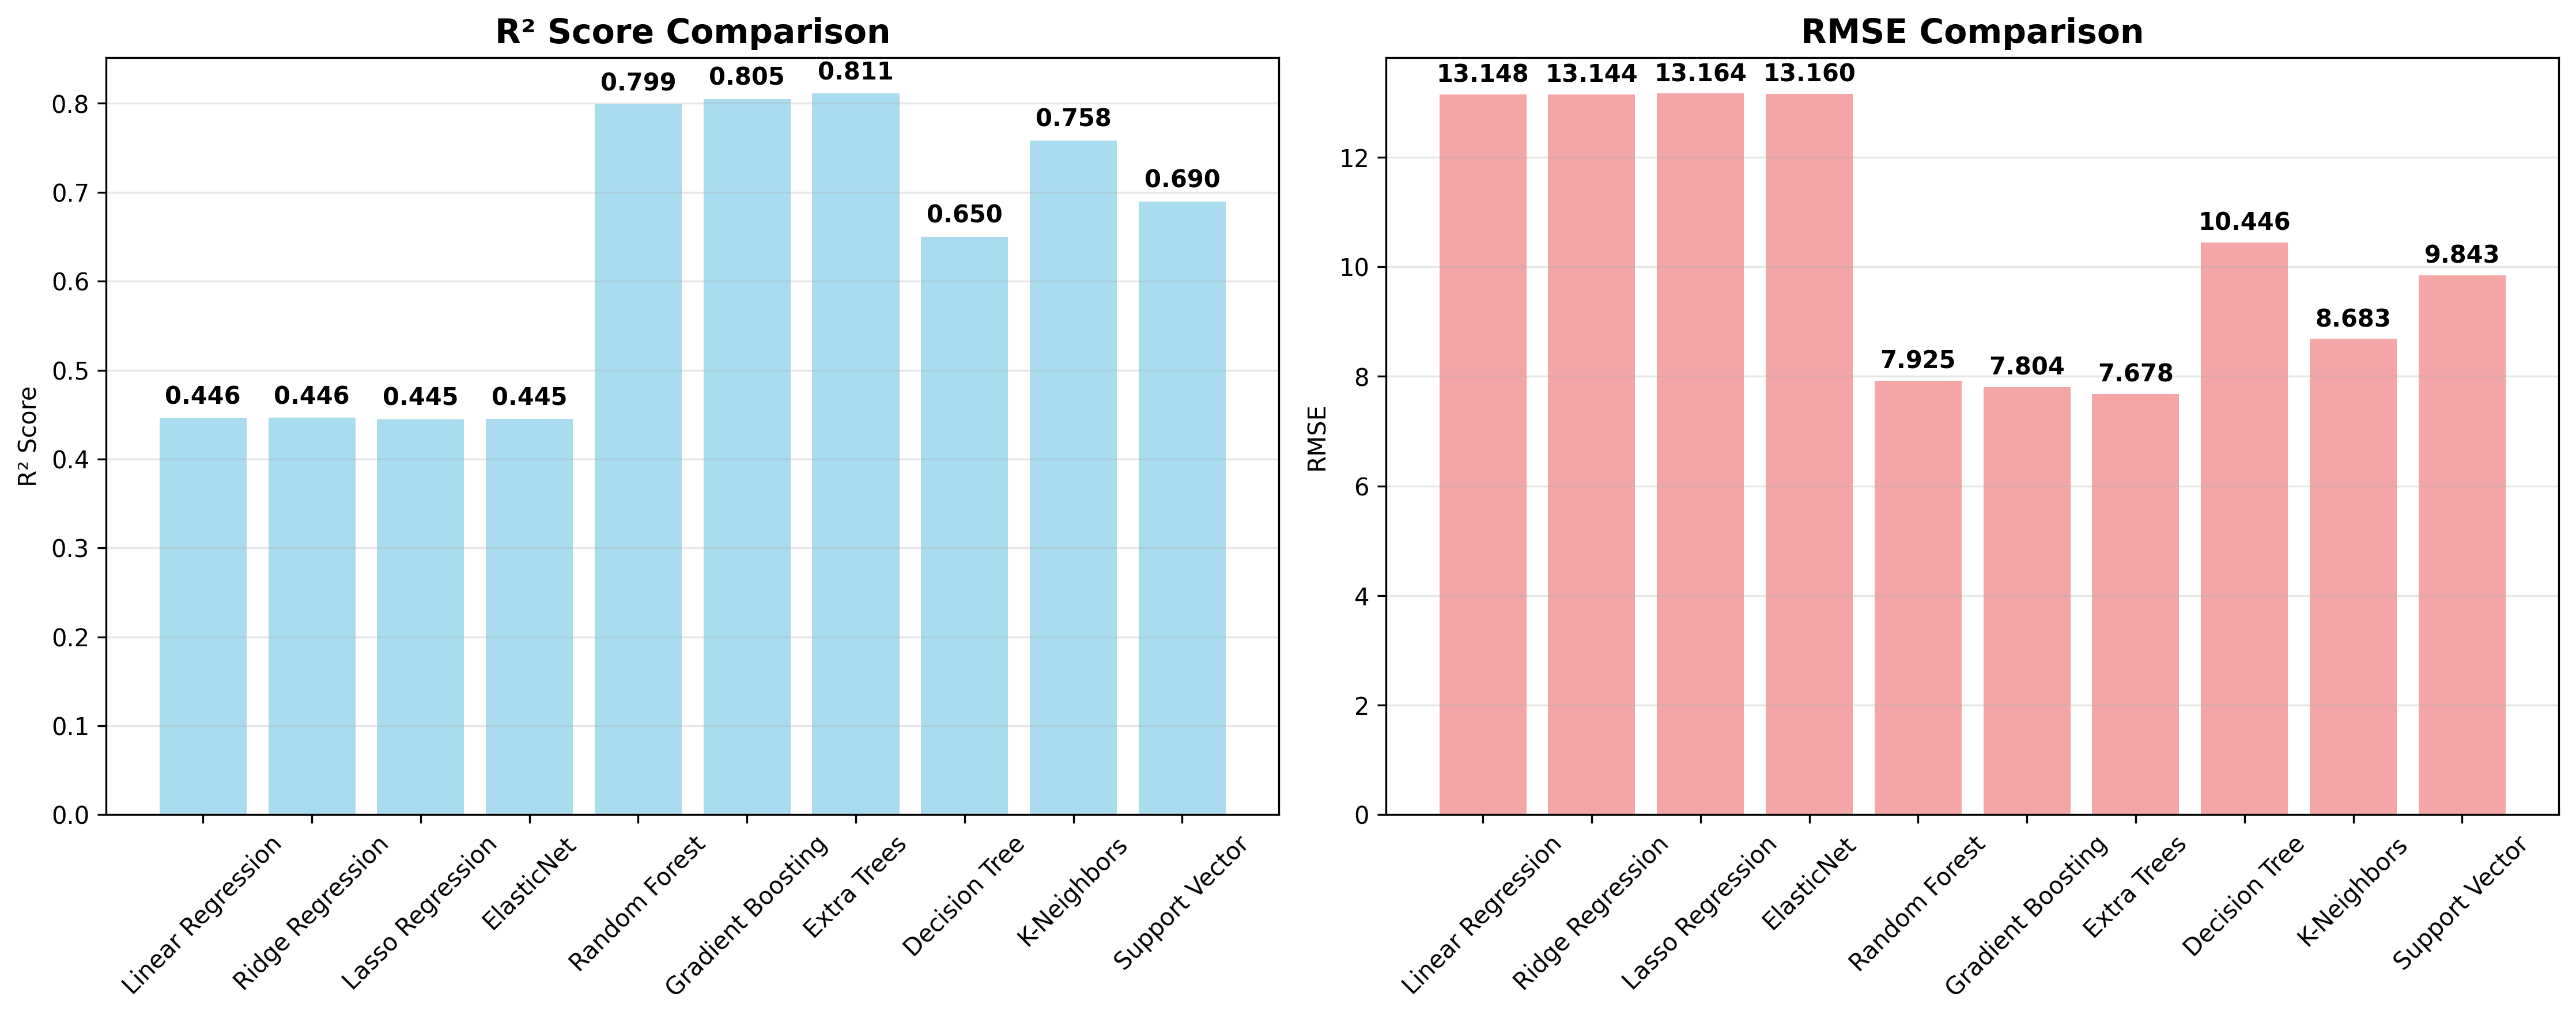 R² Score Comparison
R² Score
0.8
0.7
0.6
0.5
0.4
0.3
0.2
0.1
0.0
0.446
0.446
0.445
0.445
0.799
0.805
0.811
0.650
0.758
0.690
Linear Regression
Ridge Regression
Lasso Regression
ElasticNet
Random Forest
Gradient Boosting
Extra Trees
Decision Tree
K-Neighbors
Support Vector
RMSE Comparison
RMSE
12
10
8
6
4
2
0
13.148
13.144
13.164
13.160
7.925
7.804
7.678
10.446
8.683
9.843
Linear Regression
Ridge Regression
Lasso Regression
ElasticNet
Random Forest
Gradient Boosting
Extra Trees
Decision Tree
K-Neighbors
Support Vector